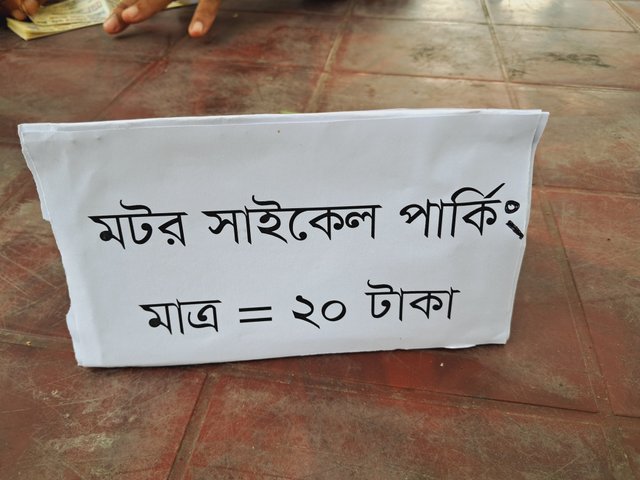 মটর সাইকেল পার্কিং
মাত্র = ২০ টাকা